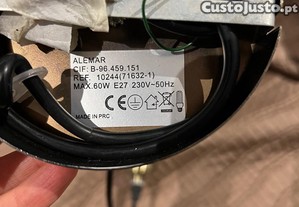 CustoJusto.pt
ALEMAR
CIF: B-96.459.151
REF. 10244(71632-1)
MAX.60W E27 230V~50Hz
CE
MADE IN PRC